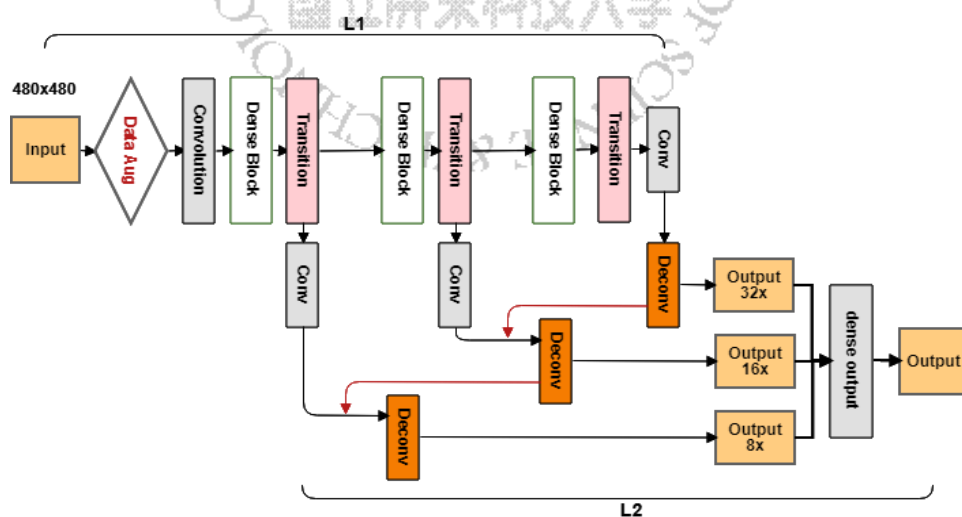 L1
480x480
Input
Data Aug
Convolution
Dense Block
Transition
Dense Block
Transition
Dense Block
Transition
Conv
Conv
Conv
Deconv
Output
32x
Deconv
Output
16x
dense output
Output
Deconv
Output
8x
L2